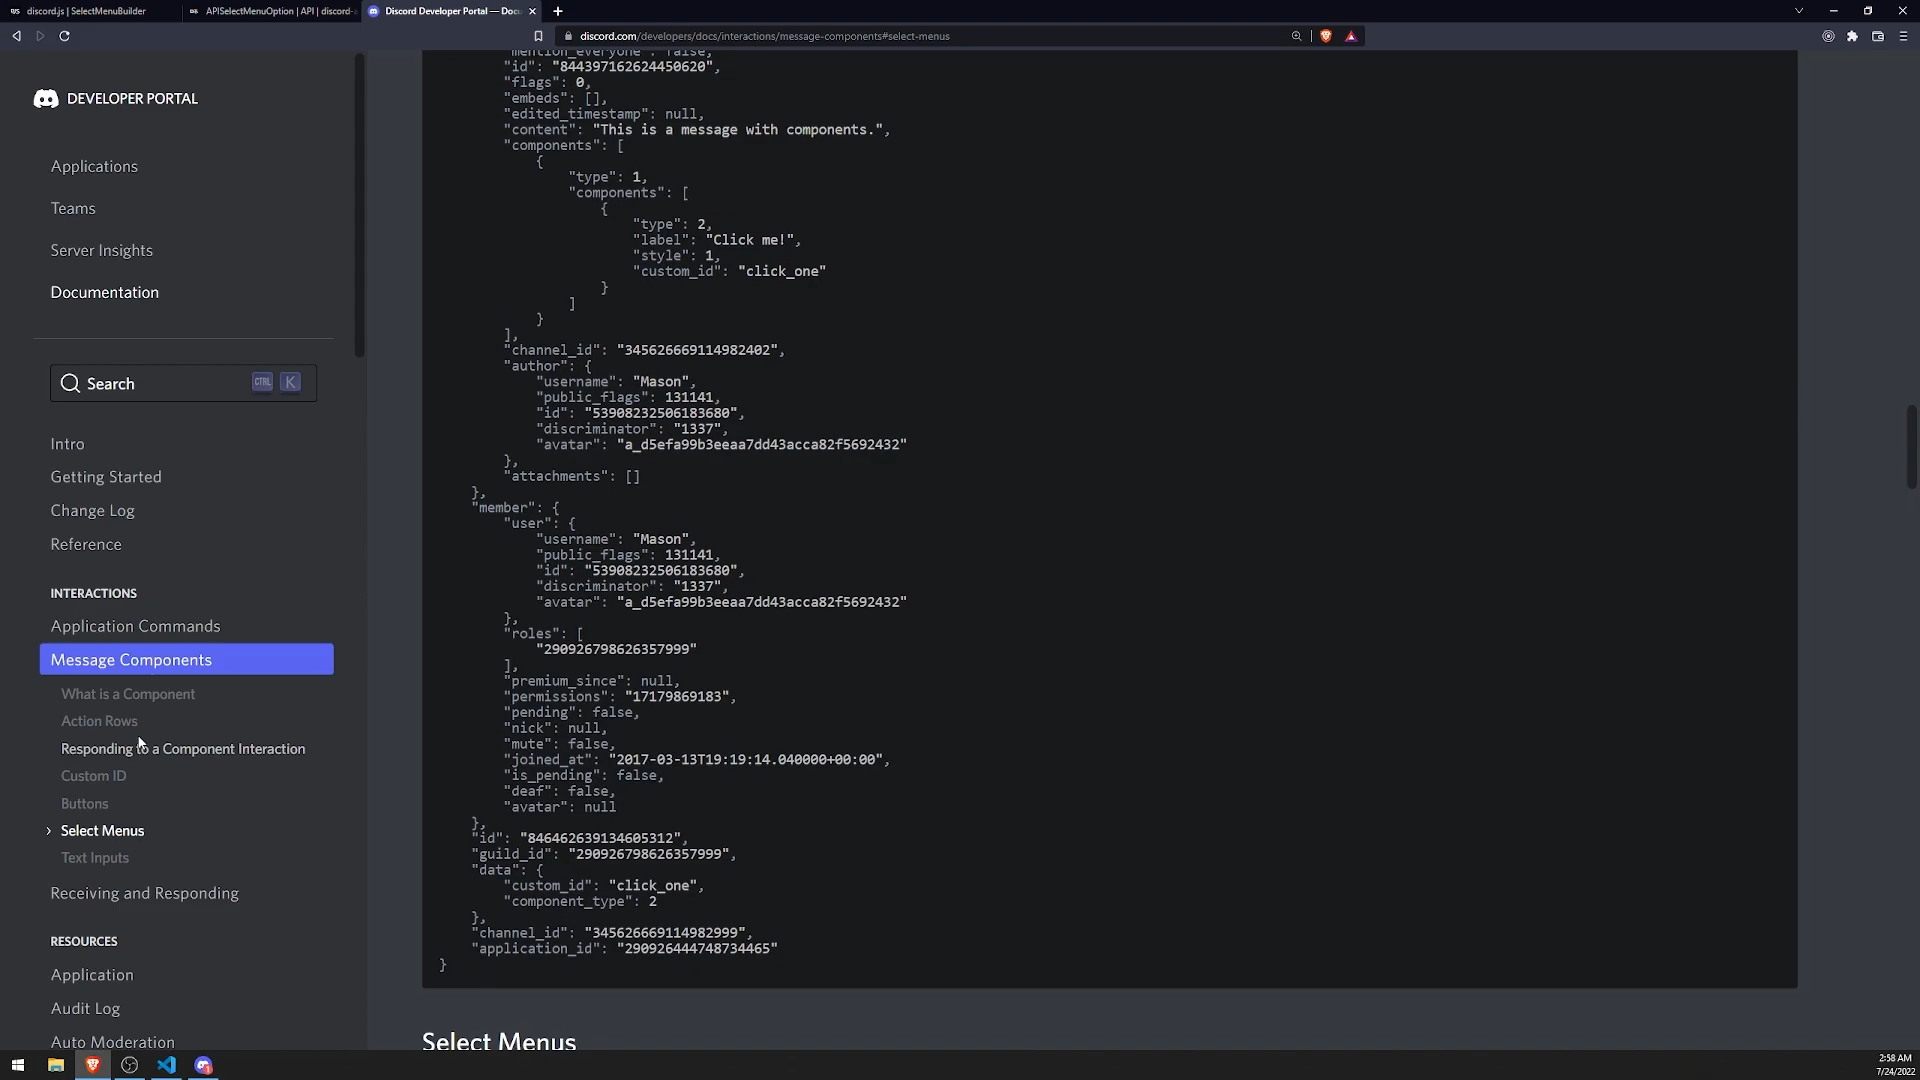 discord.js | SelectMenuBuilder
APISelectMenuOption | API | discord-a
Discord Developer Portal — Docu
discord.com/developers/docs/interactions/message-components#select-menus
DEVELOPER PORTAL
Applications
Teams
Server Insights
Documentation
Search
CTRL K
Intro
Getting Started
Change Log
Reference
INTERACTIONS
Application Commands
Message Components
What is a Component
Action Rows
Responding to a Component Interaction
Custom ID
Buttons
Select Menus
Text Inputs
Receiving and Responding
RESOURCES
Application
Audit Log
Auto Moderation
"mention_everyone": false,
"id": "844397162624450620",
"flags": 0,
"embeds": [],
"edited_timestamp": null,
"content": "This is a message with components.",
"components": [
{
"type": 1,
"components": [
{
"type": 2,
"label": "Click me!",
"style": 1,
"custom_id": "click_one"
}
]
}
],
"channel_id": "345626669114982402",
"author": {
"username": "Mason",
"public_flags": 131141,
"id": "53908232506183680",
"discriminator": "1337",
"avatar": "a_d5efa99b3eeaa7dd43acca82f5692432"
},
"attachments": []
},
"member": {
"user": {
"username": "Mason",
"public_flags": 131141,
"id": "53908232506183680",
"discriminator": "1337",
"avatar": "a_d5efa99b3eeaa7dd43acca82f5692432"
},
"roles": [
"290926798626357999"
],
"premium_since": null,
"permissions": "17179869183",
"pending": false,
"nick": null,
"mute": false,
"joined_at": "2017-03-13T19:19:14.040000+00:00",
"is_pending": false,
"deaf": false,
"avatar": null
},
"id": "846462639134605312",
"guild_id": "290926798626357999",
"data": {
"custom_id": "click_one",
"component_type": 2
},
"channel_id": "345626669114982999",
"application_id": "290926444748734465"
}
Select Menus
2:58 AM
7/24/2022